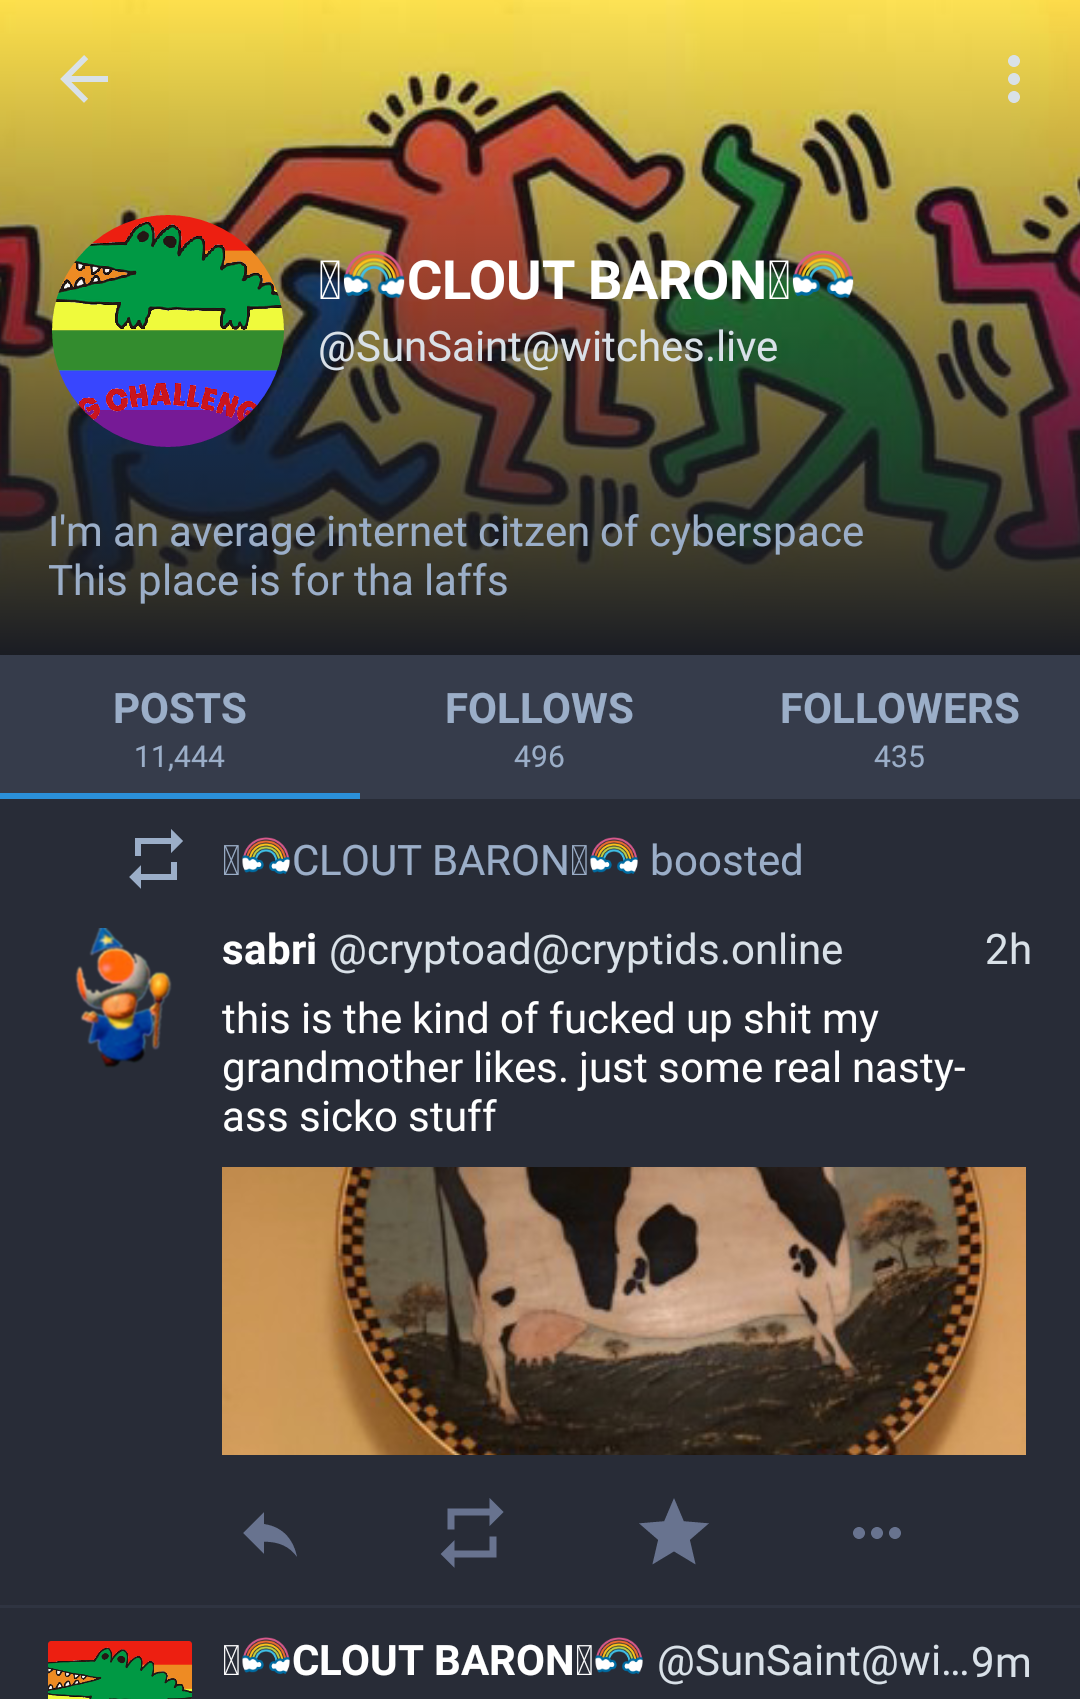 🌈CLOUT BARON🌈
@SunSaint@witches.live
G CHALLENG
I'm an average internet citzen of cyberspace
This place is for tha laffs
POSTS FOLLOWS FOLLOWERS
11,444 496 435
🌈CLOUT BARON🌈 boosted
sabri @cryptoad@cryptids.online 2h
this is the kind of fucked up shit my
grandmother likes. just some real nasty-
ass sicko stuff
🌈CLOUT BARON🌈 @SunSaint@wi...9m